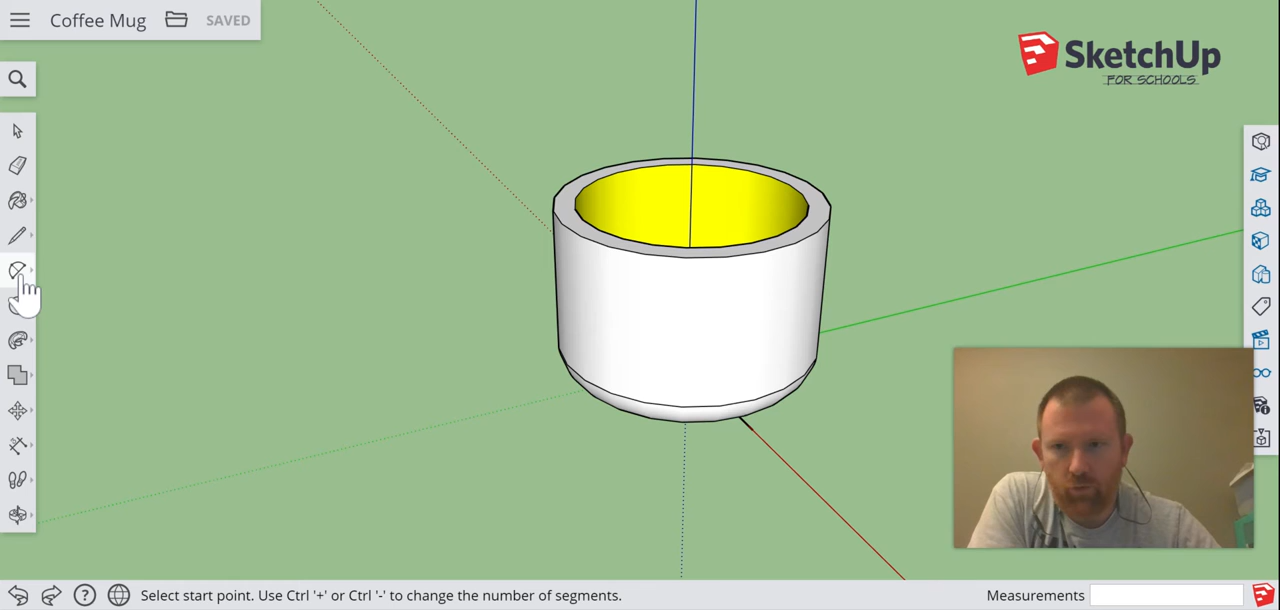 Coffee Mug SAVED
SketchUp
FOR SCHOOLS
Select start point. Use Ctrl '+' or Ctrl '-' to change the number of segments.
Measurements